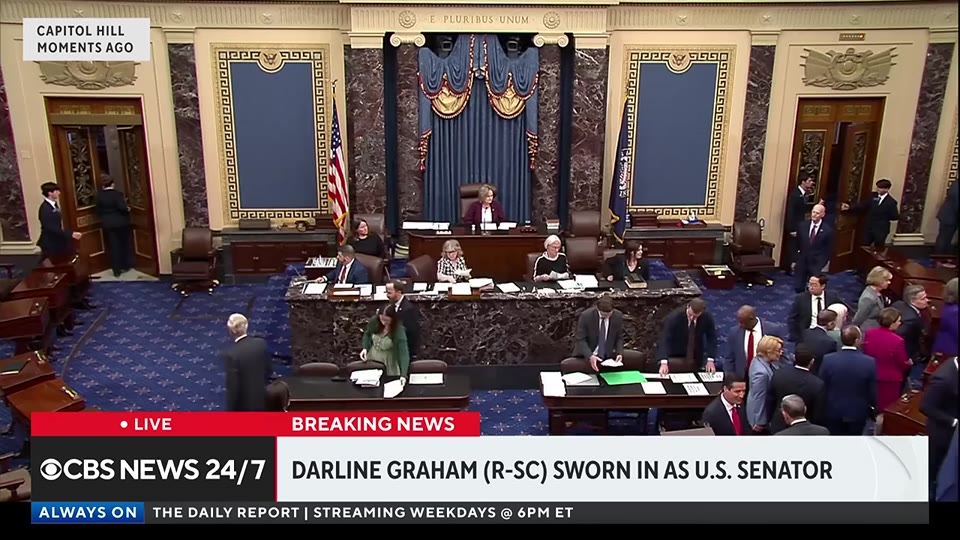 CAPITOL HILL
MOMENTS AGO
E PLURIBUS UNUM
• LIVE
BREAKING NEWS
CBS NEWS 24/7
DARLINE GRAHAM (R-SC) SWORN IN AS U.S. SENATOR
ALWAYS ON
THE DAILY REPORT | STREAMING WEEKDAYS @ 6PM ET